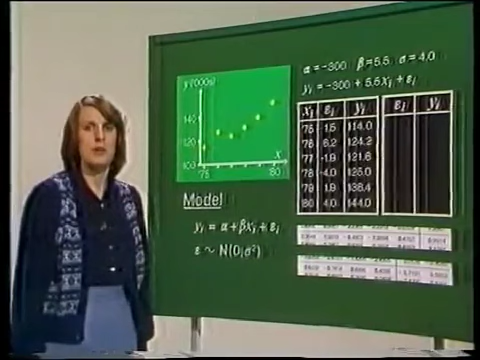 y('000s)
140
120
100
'75
'80
x
α = -300 β = 5.5 σ = 4.0
yᵢ = -300 + 5.5xᵢ + εᵢ
xᵢ εᵢ yᵢ εᵢ yᵢ
'75 1.5 114.0
'76 6.2 124.2
'77 -1.9 121.6
'78 -4.0 125.0
'79 1.9 136.4
'80 4.0 144.0
Model
yᵢ = α + βxᵢ + εᵢ
ε ~ N(0, σ²)